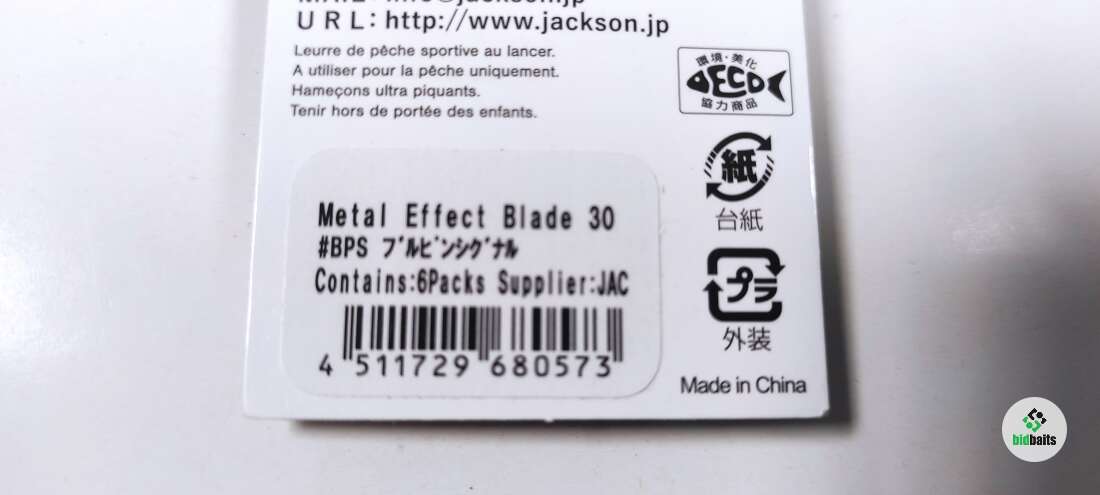 URL: http://www.jackson.jp
Leurre de pêche sportive au lancer.
A utiliser pour la pêche uniquement.
Hameçons ultra piquants.
Tenir hors de portée des enfants.
環境・美化
ECO
協力商品
紙
台紙
プラ
外装
Metal Effect Blade 30
#BPS ﾌﾞﾙﾋﾟﾝｼｸﾞﾅﾙ
Contains:6Packs Supplier:JAC
4 511729 680573
Made in China
bidbaits